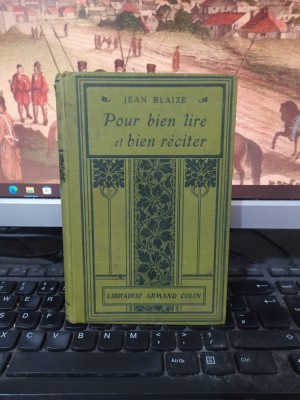 JEAN BLAIZE
Pour bien lire
et bien réciter
LIBRAIRIE ARMAND COLIN